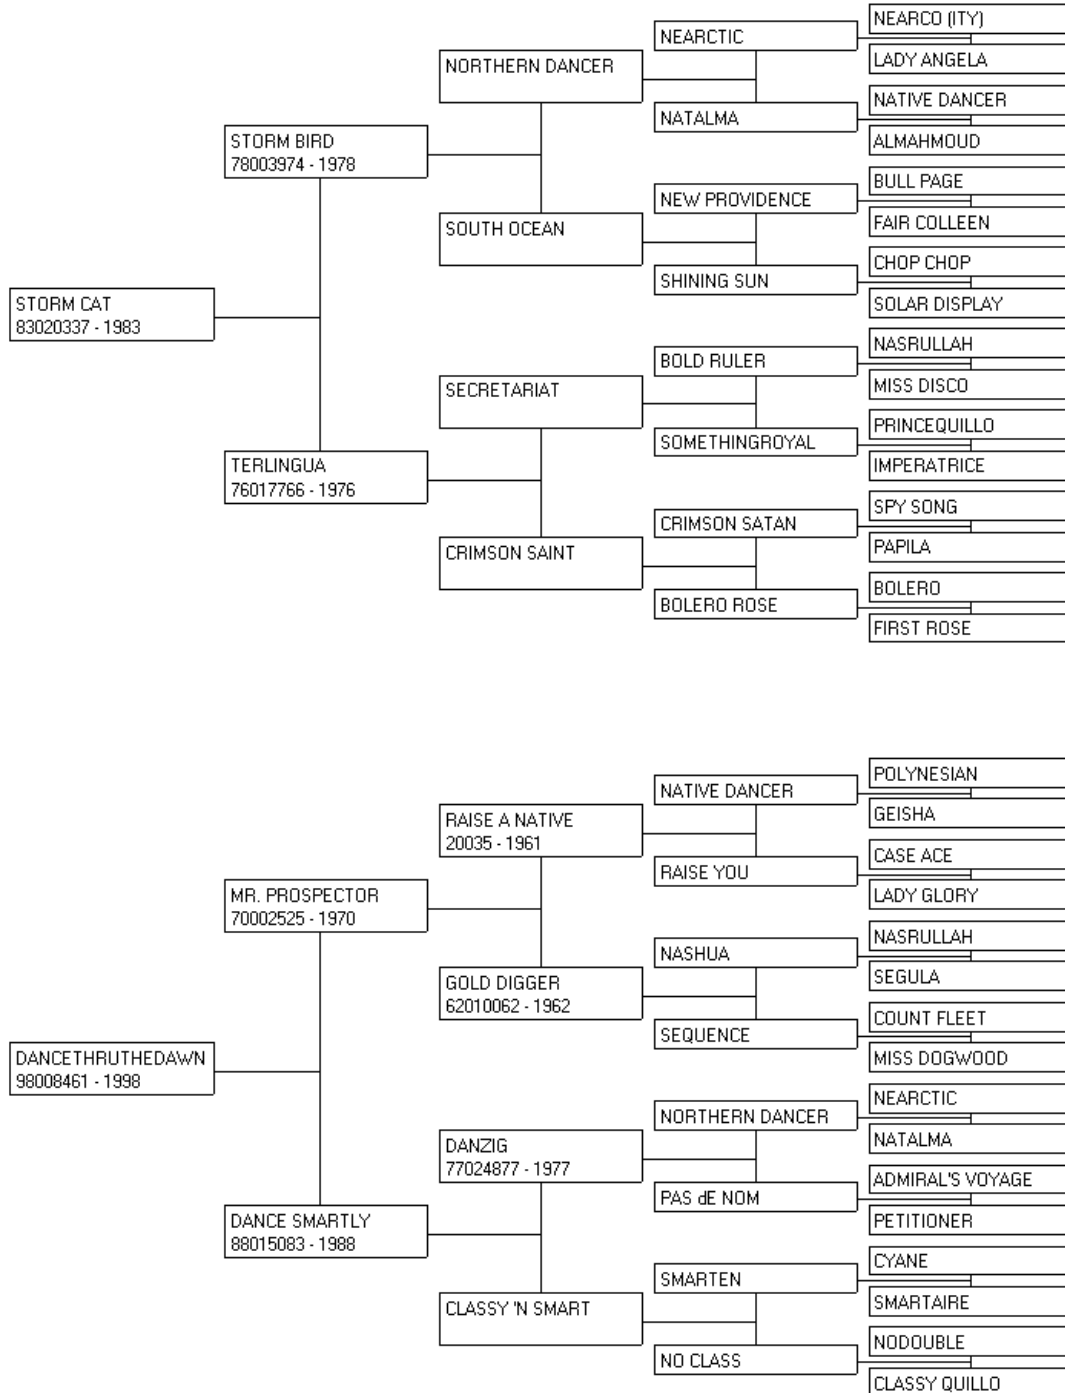 NEARCO (ITY)
NEARCTIC
LADY ANGELA
NORTHERN DANCER
NATIVE DANCER
NATALMA
ALMAHMOUD
STORM BIRD
78003974 - 1978
BULL PAGE
NEW PROVIDENCE
FAIR COLLEEN
SOUTH OCEAN
CHOP CHOP
SHINING SUN
SOLAR DISPLAY
STORM CAT
83020337 - 1983
NASRULLAH
BOLD RULER
MISS DISCO
SECRETARIAT
PRINCEQUILLO
SOMETHINGROYAL
IMPERATRICE
TERLINGUA
76017766 - 1976
SPY SONG
CRIMSON SATAN
PAPILA
CRIMSON SAINT
BOLERO
BOLERO ROSE
FIRST ROSE
POLYNESIAN
NATIVE DANCER
GEISHA
RAISE A NATIVE
20035 - 1961
CASE ACE
RAISE YOU
LADY GLORY
MR. PROSPECTOR
70002525 - 1970
NASRULLAH
NASHUA
SEGULA
GOLD DIGGER
62010062 - 1962
COUNT FLEET
SEQUENCE
MISS DOGWOOD
DANCETHRUTHEDAWN
98008461 - 1998
NEARCTIC
NORTHERN DANCER
NATALMA
DANZIG
77024877 - 1977
ADMIRAL'S VOYAGE
PAS dE NOM
PETITIONER
DANCE SMARTLY
88015083 - 1988
CYANE
SMARTEN
SMARTAIRE
CLASSY 'N SMART
NODOUBLE
NO CLASS
CLASSY QUILLO